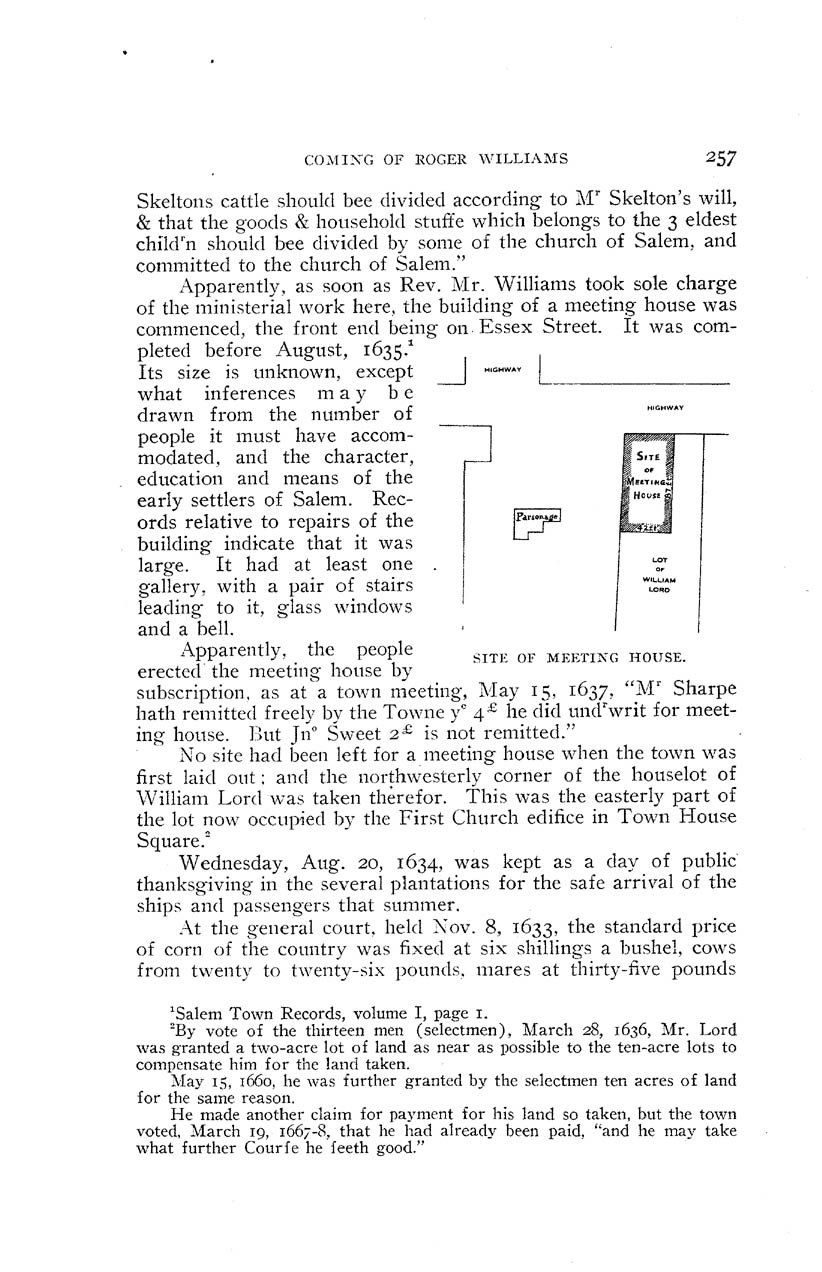 COMING OF ROGER WILLIAMS 257
Skeltons cattle should bee divided according to Mʳ Skelton's will,
& that the goods & household stuffe which belongs to the 3 eldest
childʳn should bee divided by some of the church of Salem, and
committed to the church of Salem."
Apparently, as soon as Rev. Mr. Williams took sole charge
of the ministerial work here, the building of a meeting house was
commenced, the front end being on Essex Street. It was com-
pleted before August, 1635.¹
Its size is unknown, except
what inferences may be
drawn from the number of
people it must have accom-
modated, and the character,
education and means of the
early settlers of Salem. Rec-
ords relative to repairs of the
building indicate that it was
large. It had at least one
gallery, with a pair of stairs
leading to it, glass windows
and a bell.
HIGHWAY
HIGHWAY
SITE
OF
MEETING
HOUSE
Parsonage
LOT
OF
WILLIAM
LORD
SITE OF MEETING HOUSE.
Apparently, the people
erected the meeting house by
subscription, as at a town meeting, May 15, 1637, "Mʳ Sharpe
hath remitted freely by the Towne yᵉ 4£ he did undʳwrit for meet-
ing house. But Jnº Sweet 2£ is not remitted."
No site had been left for a meeting house when the town was
first laid out; and the northwesterly corner of the houselot of
William Lord was taken therefor. This was the easterly part of
the lot now occupied by the First Church edifice in Town House
Square.²
Wednesday, Aug. 20, 1634, was kept as a day of public
thanksgiving in the several plantations for the safe arrival of the
ships and passengers that summer.
At the general court, held Nov. 8, 1633, the standard price
of corn of the country was fixed at six shillings a bushel, cows
from twenty to twenty-six pounds, mares at thirty-five pounds
¹Salem Town Records, volume I, page 1.
²By vote of the thirteen men (selectmen), March 28, 1636, Mr. Lord
was granted a two-acre lot of land as near as possible to the ten-acre lots to
compensate him for the land taken.
May 15, 1660, he was further granted by the selectmen ten acres of land
for the same reason.
He made another claim for payment for his land so taken, but the town
voted, March 19, 1667-8, that he had already been paid, "and he may take
what further Courſe he ſeeth good."